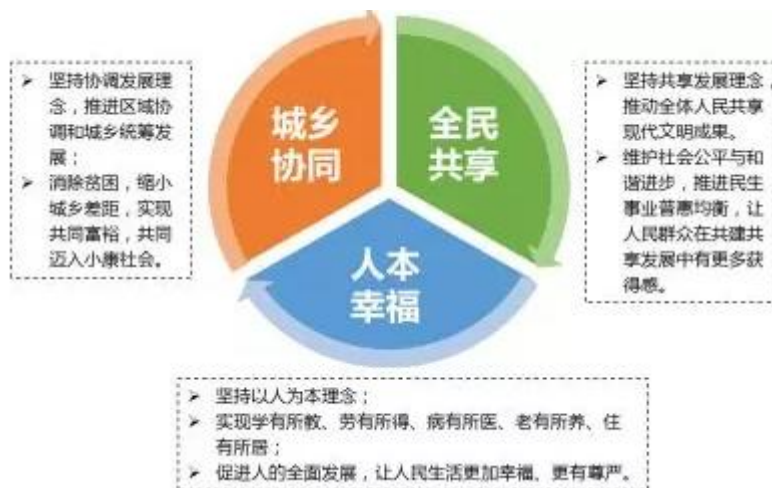 城乡
协同
全民
共享
人本
幸福
➢ 坚持协调发展理
念，推进区域协
调和城乡统筹发
展；
➢ 消除贫困，缩小
城乡差距，实现
共同富裕，共同
迈入小康社会。
➢ 坚持共享发展理念，
推动全体人民共享
现代文明成果。
➢ 维护社会公平与和
谐进步，推进民生
事业普惠均衡，让
人民群众在共建共
享发展中有更多获
得感。
➢ 坚持以人为本理念；
➢ 实现学有所教、劳有所得、病有所医、老有所养、住
有所居；
➢ 促进人的全面发展，让人民生活更加幸福、更有尊严。